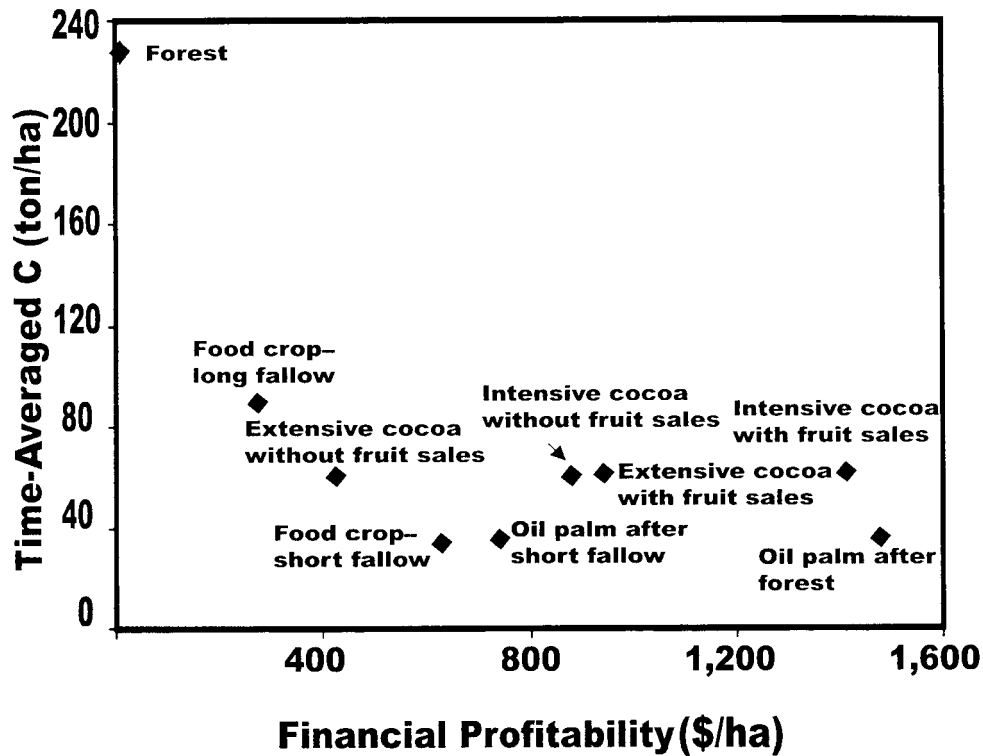 240
Forest
200
160
120
80
40
0
Time-Averaged C (ton/ha)
Food crop–
long fallow
Extensive cocoa
without fruit sales
Intensive cocoa
without fruit sales
Intensive cocoa
with fruit sales
Extensive cocoa
with fruit sales
Food crop–
short fallow
Oil palm after
short fallow
Oil palm after
forest
400
800
1,200
1,600
Financial Profitability ($/ha)